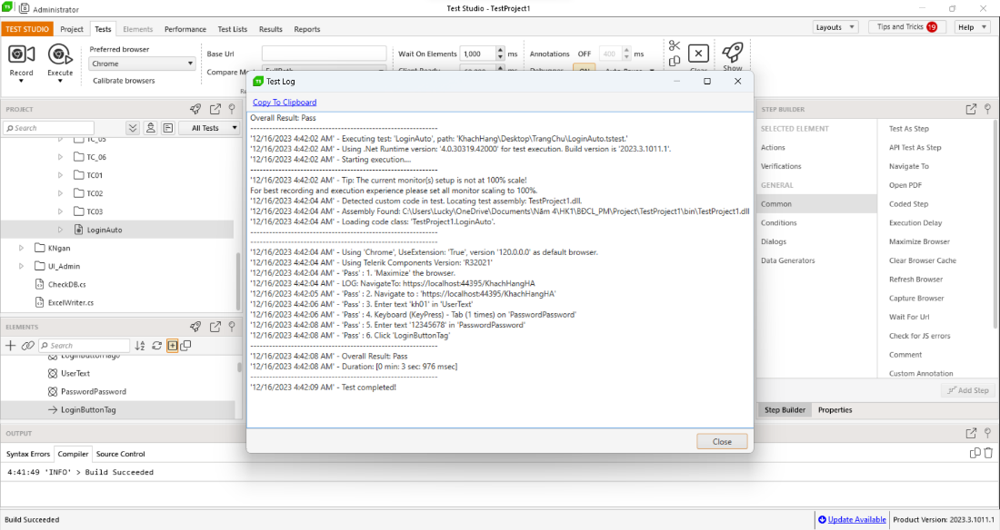 Administrator
Test Studio - TestProject1
TEST STUDIO
Project
Tests
Elements
Performance
Test Lists
Results
Reports
Layouts
Tips and Tricks 19
Help
Record
Execute
Preferred browser
Chrome
Calibrate browsers
Base Url
Wait On Elements 1,000 ms
Annotations OFF 400 ms
Show
PROJECT
Search
All Tests
TC_05
TC_06
TC01
TC02
TC03
LoginAuto
KNgan
UI_Admin
CheckDB.cs
ExcelWriter.cs
ELEMENTS
Search
UserText
PasswordPassword
LoginButtonTag
Test Log
Copy To Clipboard
Overall Result: Pass
------------------------------------------------------------
'12/16/2023 4:42:02 AM' - Executing test: 'LoginAuto', path: 'KhachHang\Desktop\TrangChu\LoginAuto.tstest.'
'12/16/2023 4:42:02 AM' - Using .Net Runtime version: '4.0.30319.42000' for test execution. Build version is '2023.3.1011.1'.
'12/16/2023 4:42:02 AM' - Starting execution....
------------------------------------------------------------
'12/16/2023 4:42:02 AM' - Tip: The current monitor(s) setup is not at 100% scale!
For best recording and execution experience please set all monitor scaling to 100%.
'12/16/2023 4:42:04 AM' - Detected custom code in test. Locating test assembly: TestProject1.dll.
'12/16/2023 4:42:04 AM' - Assembly Found: C:\Users\Lucky\OneDrive\Documents\Năm 4\HK1\BĐCL_PM\Project\TestProject1\bin\TestProject1.dll
'12/16/2023 4:42:04 AM' - Loading code class: 'TestProject1.LoginAuto'.
------------------------------------------------------------
------------------------------------------------------------
'12/16/2023 4:42:04 AM' - Using 'Chrome', UseExtension: 'True', version '120.0.0.0' as default browser.
'12/16/2023 4:42:04 AM' - Using Telerik Components Version: 'R32021'
'12/16/2023 4:42:04 AM' - 'Pass' : 1. 'Maximize' the browser.
'12/16/2023 4:42:04 AM' - LOG: NavigateTo: https://localhost:44395/KhachHangHA
'12/16/2023 4:42:05 AM' - 'Pass' : 2. Navigate to : 'https://localhost:44395/KhachHangHA'
'12/16/2023 4:42:06 AM' - 'Pass' : 3. Enter text 'kh01' in 'UserText'
'12/16/2023 4:42:06 AM' - 'Pass' : 4. Keyboard (KeyPress) - Tab (1 times) on 'PasswordPassword'
'12/16/2023 4:42:08 AM' - 'Pass' : 5. Enter text '12345678' in 'PasswordPassword'
'12/16/2023 4:42:08 AM' - 'Pass' : 6. Click 'LoginButtonTag'
------------------------------------------------------------
'12/16/2023 4:42:08 AM' - Overall Result: Pass
'12/16/2023 4:42:08 AM' - Duration: [0 min: 3 sec: 976 msec]
------------------------------------------------------------
'12/16/2023 4:42:09 AM' - Test completed!
Close
STEP BUILDER
SELECTED ELEMENT
Actions
Verifications
GENERAL
Common
Conditions
Dialogs
Data Generators
Test As Step
API Test As Step
Navigate To
Open PDF
Coded Step
Execution Delay
Maximize Browser
Clear Browser Cache
Refresh Browser
Capture Browser
Wait For Url
Check for JS errors
Comment
Custom Annotation
Add Step
Step Builder
Properties
OUTPUT
Syntax Errors
Compiler
Source Control
4:41:49 'INFO' > Build Succeeded
Build Succeeded
Update Available
Product Version: 2023.3.1011.1